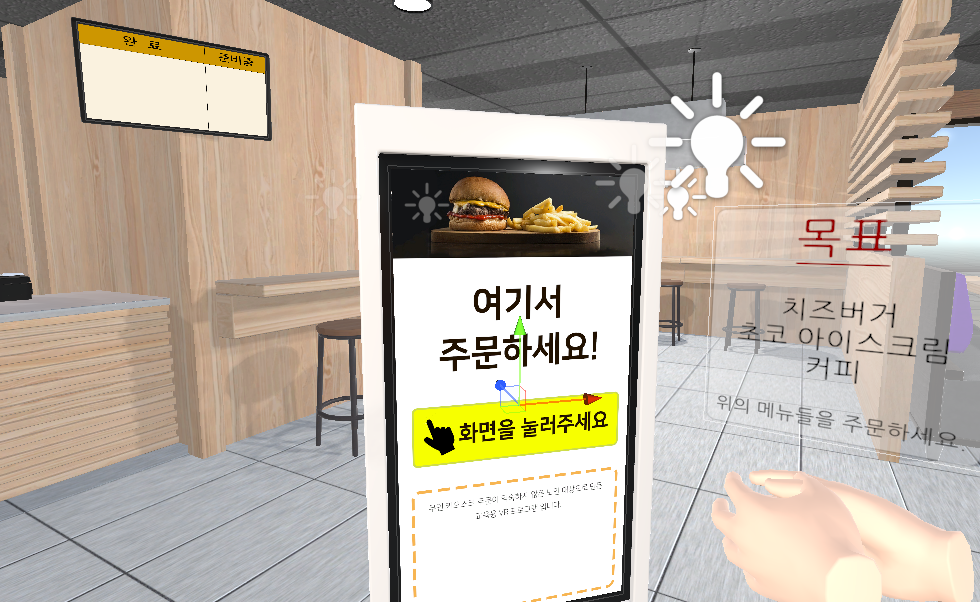 완 료
준비중
여기서
주문하세요!
화면을 눌러주세요
목표
치즈버거
초코 아이스크림
커피
위의 메뉴들을 주문하세요.